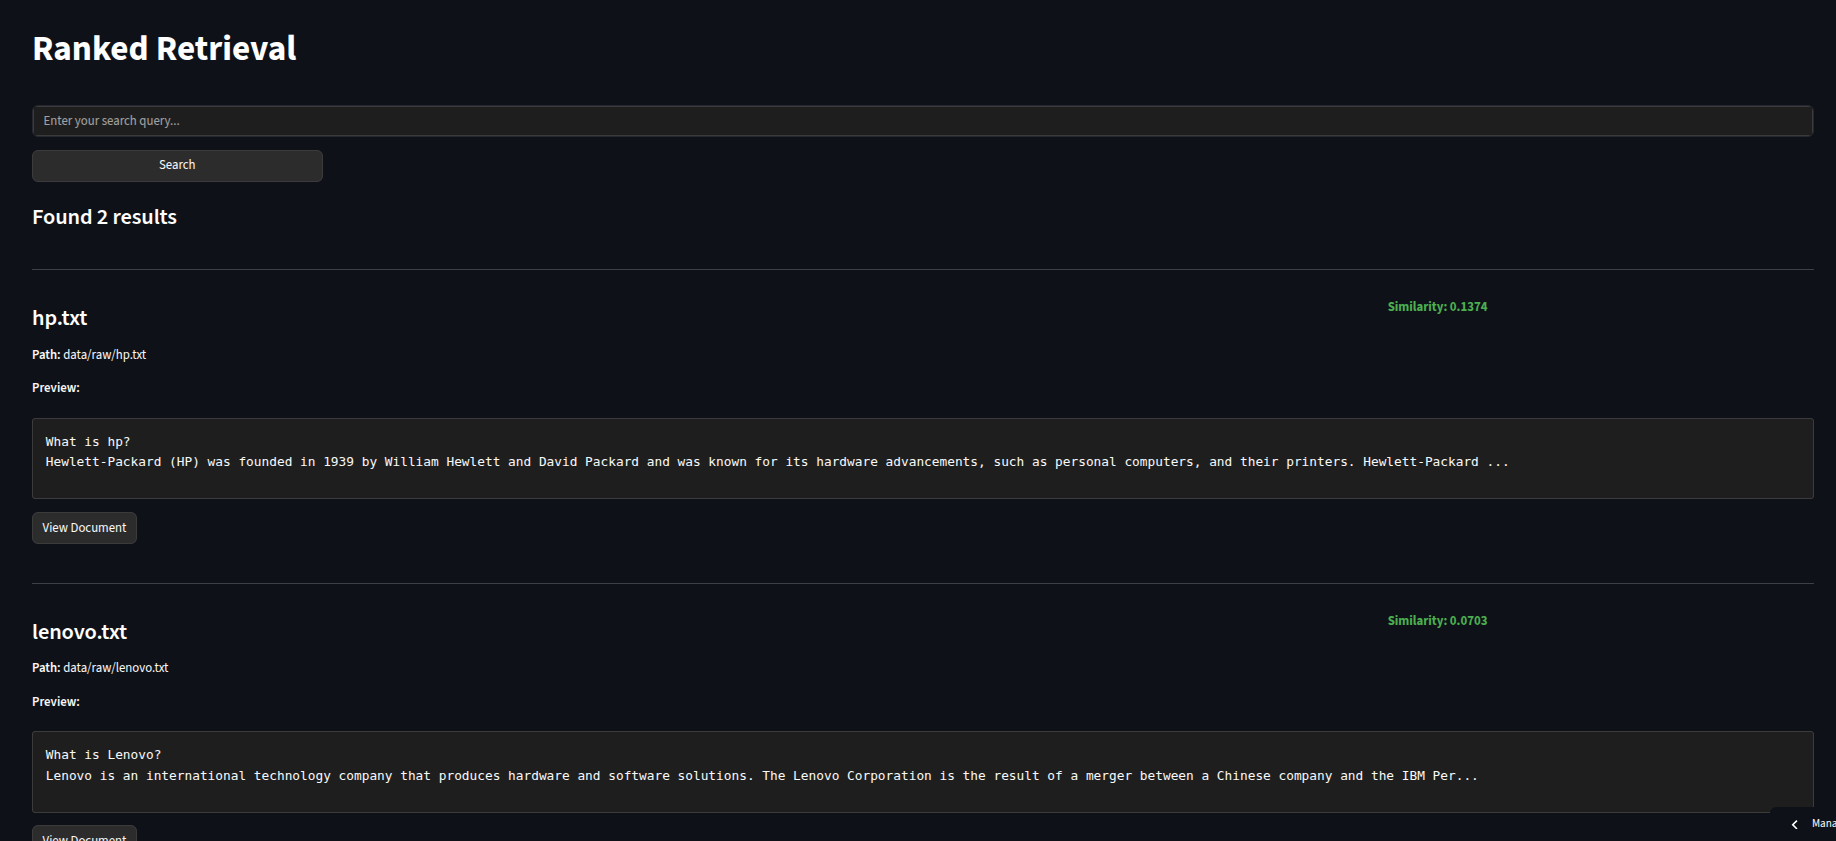 Ranked Retrieval
Enter your search query...
Search
Found 2 results
hp.txt
Similarity: 0.1374
Path: data/raw/hp.txt
Preview:
What is hp?
Hewlett-Packard (HP) was founded in 1939 by William Hewlett and David Packard and was known for its hardware advancements, such as personal computers, and their printers. Hewlett-Packard ...
View Document
lenovo.txt
Similarity: 0.0703
Path: data/raw/lenovo.txt
Preview:
What is Lenovo?
Lenovo is an international technology company that produces hardware and software solutions. The Lenovo Corporation is the result of a merger between a Chinese company and the IBM Per...
View Document
Mana